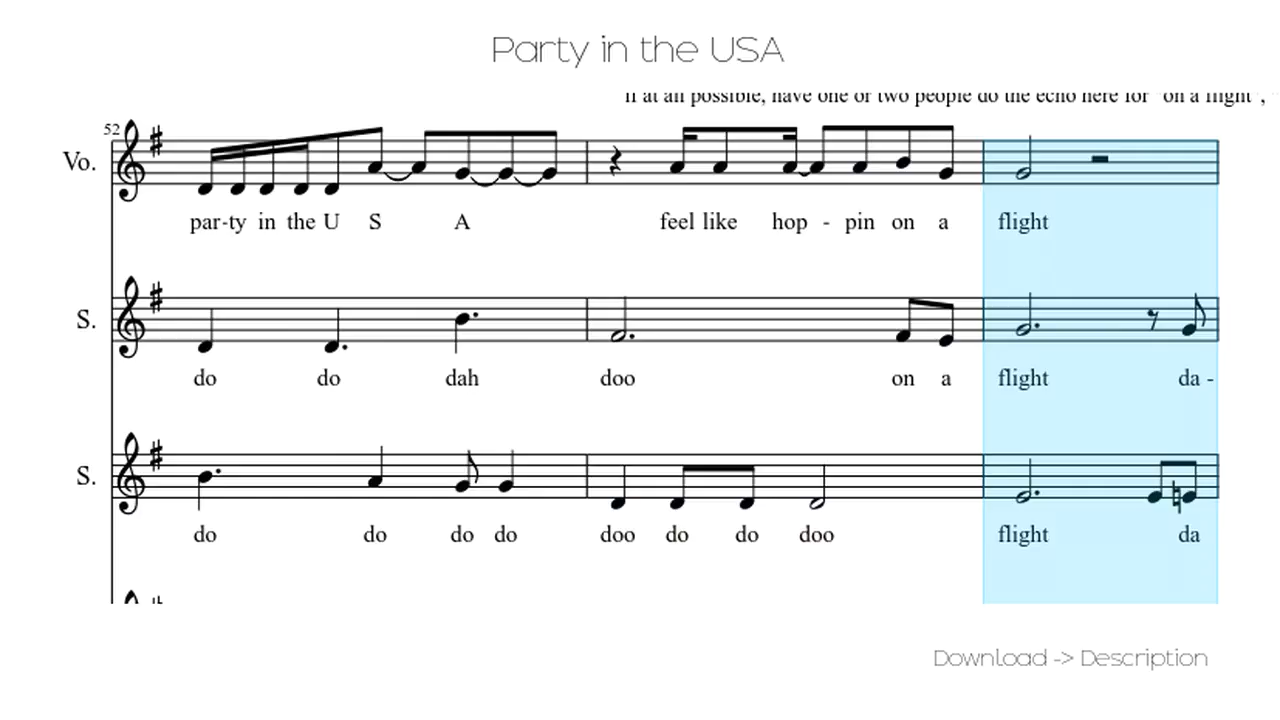 Party in the USA
If at all possible, have one or two people do the echo here for "on a flight",
52
Vo.
par-ty in the U S A feel like hop - pin on a flight
S.
do do dah doo on a flight da -
S.
do do do do doo do do doo flight da
Download -> Description